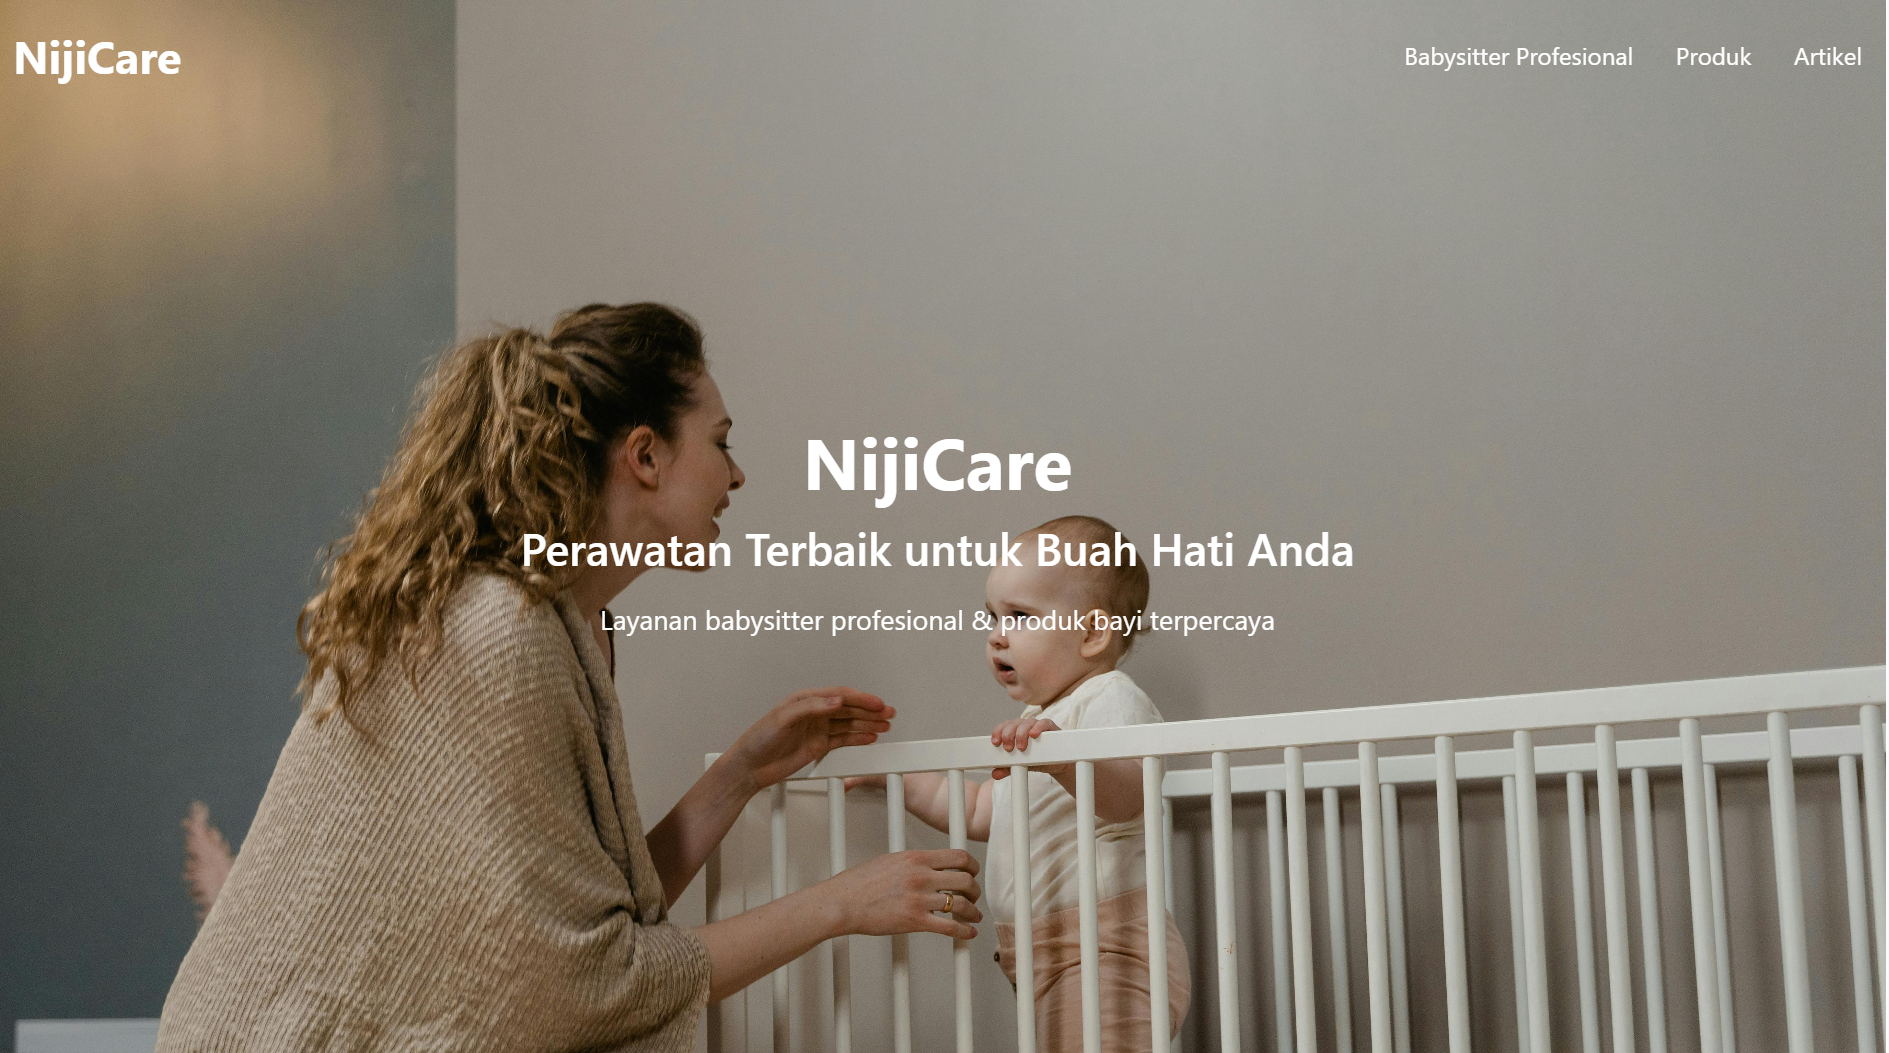 NijiCare
Babysitter Profesional
Produk
Artikel
NijiCare
Perawatan Terbaik untuk Buah Hati Anda
Layanan babysitter profesional & produk bayi terpercaya